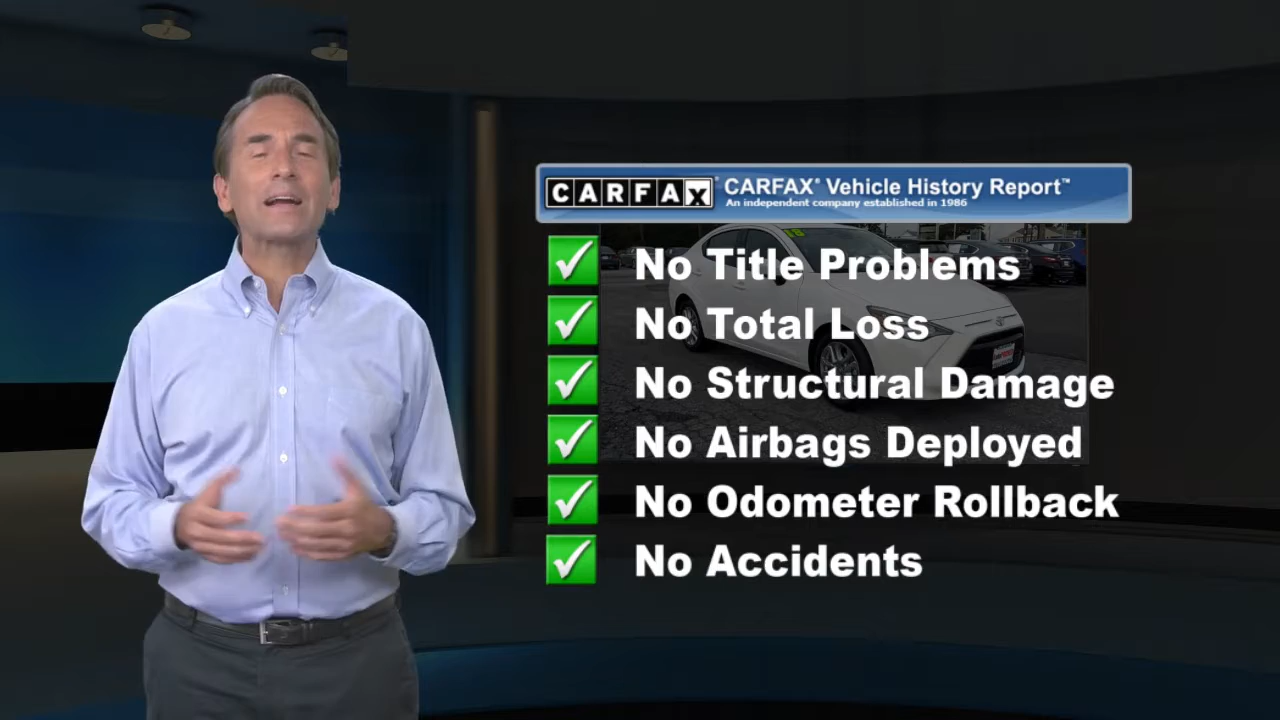 CARFAX® CARFAX® Vehicle History Report™
An independent company established in 1986
No Title Problems
No Total Loss
No Structural Damage
No Airbags Deployed
No Odometer Rollback
No Accidents